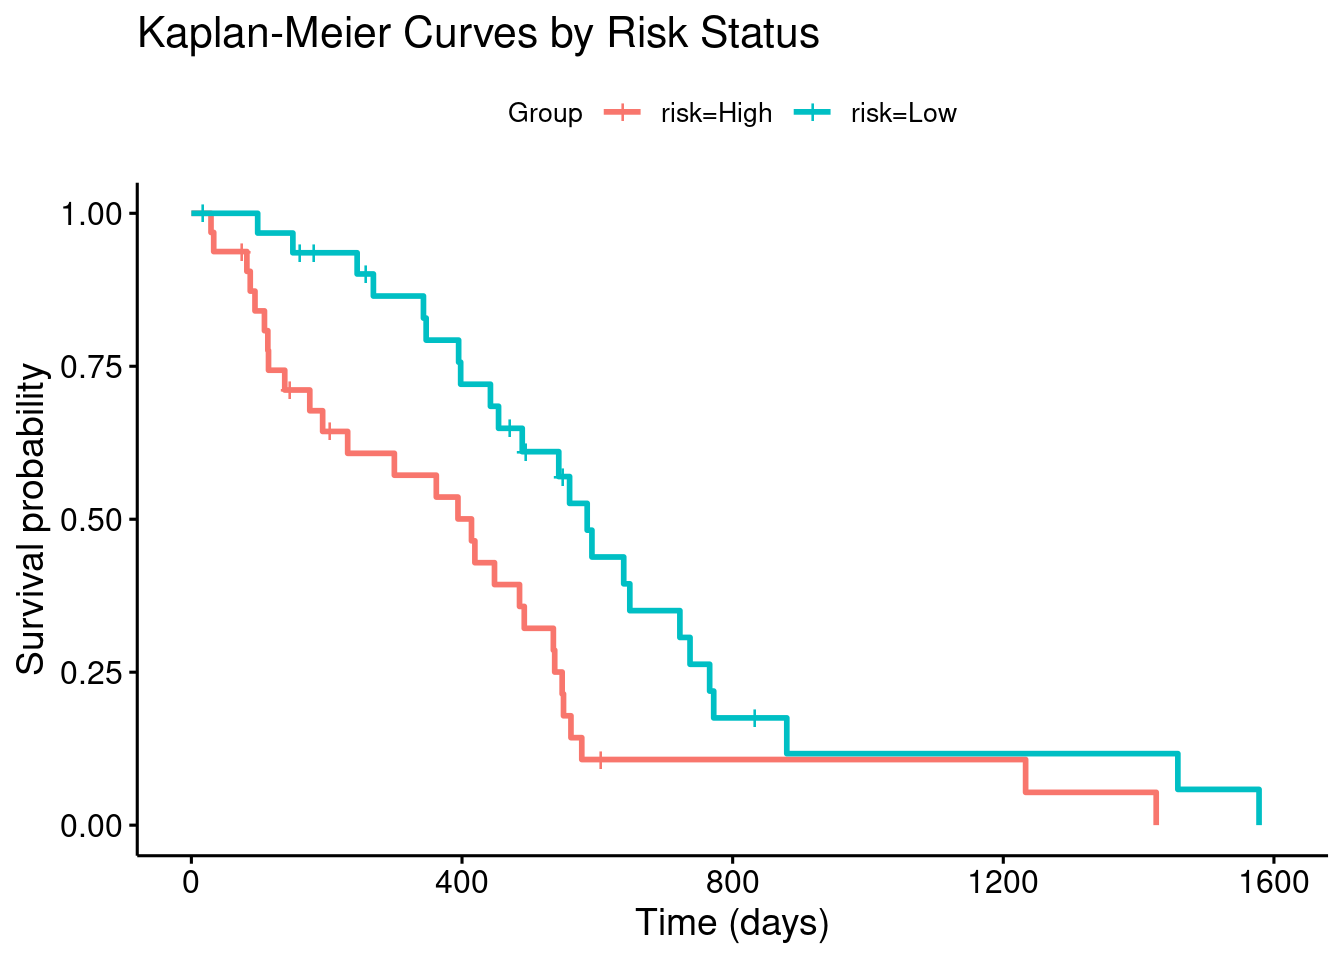 Kaplan-Meier Curves by Risk Status
Group risk=High risk=Low
Survival probability
1.00
0.75
0.50
0.25
0.00
0 400 800 1200 1600
Time (days)